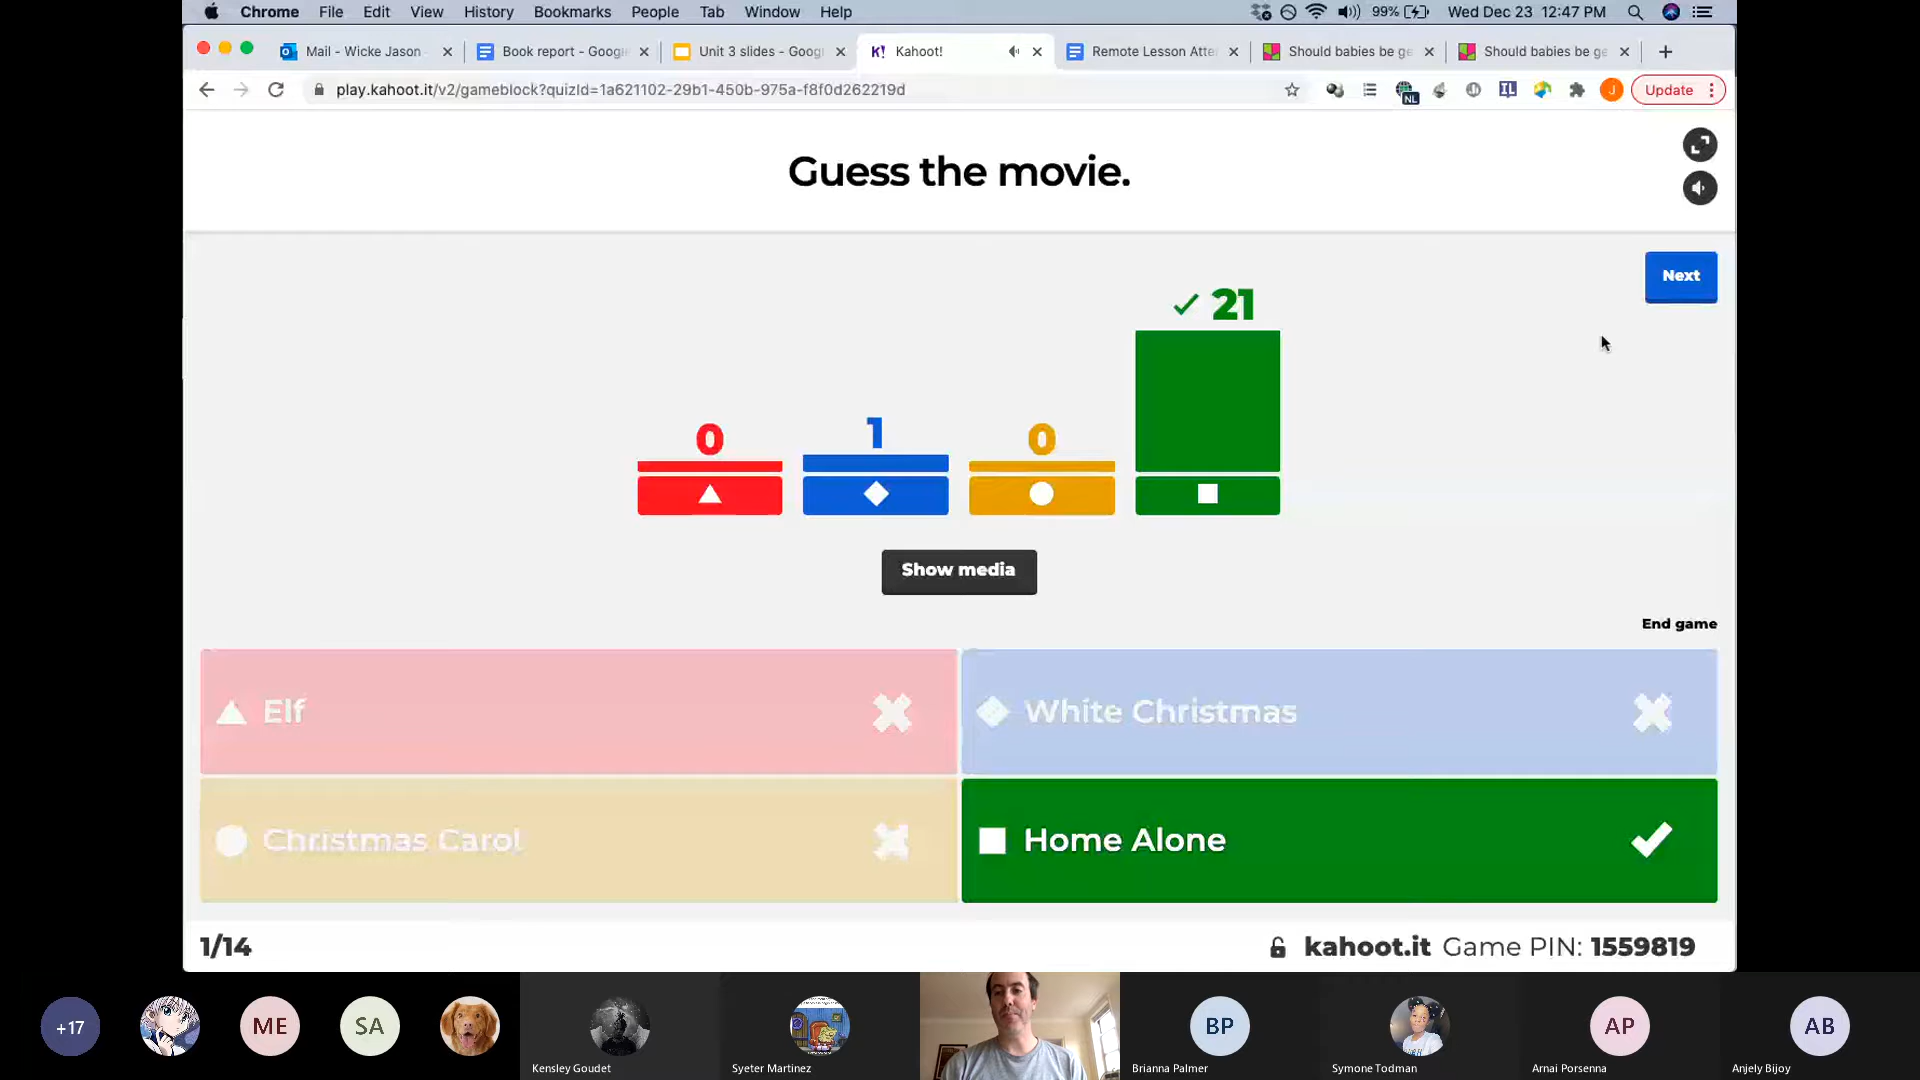 Chrome File Edit View History Bookmarks People Tab Window Help 99% Wed Dec 23 12:47 PM
Mail - Wicke Jason Book report - Googl Unit 3 slides - Googl K! Kahoot! Remote Lesson Atte Should babies be ge Should babies be ge
play.kahoot.it/v2/gameblock?quizId=1a621102-29b1-450b-975a-f8f0d262219d NL IL J Update
Guess the movie.
Next
21
0 1 0
Show media
End game
Elf White Christmas
Christmas Carol Home Alone
1/14 kahoot.it Game PIN: 1559819
+17 ME SA BP AP AB
Kensley Goudet Syeter Martinez Brianna Palmer Symone Todman Arnai Porsenna Anjely Bijoy